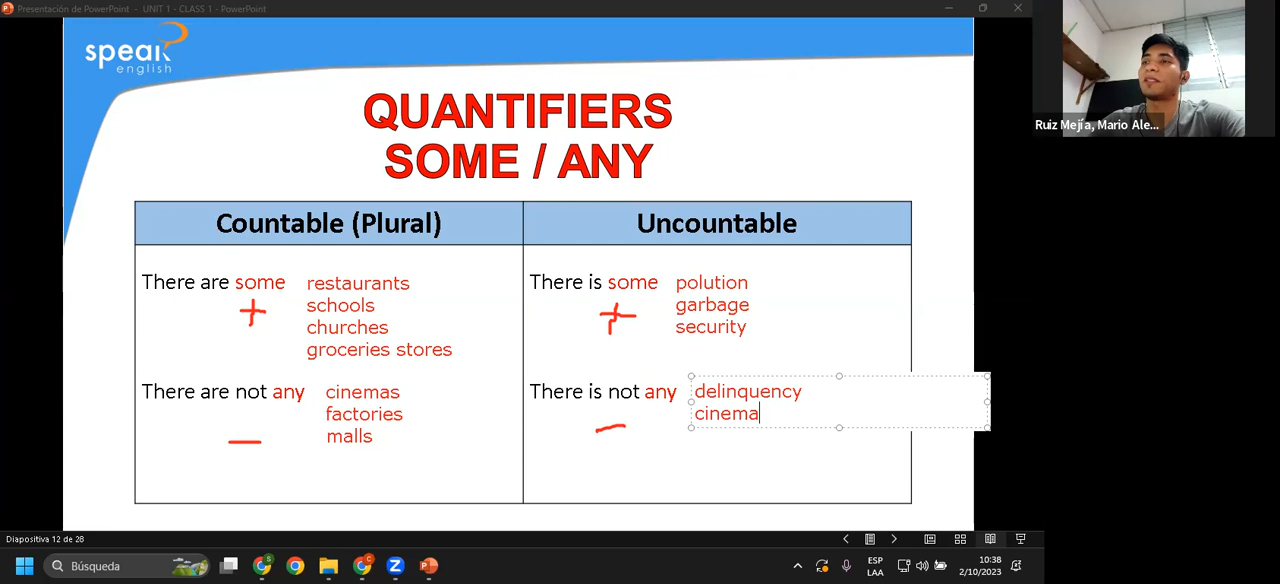 Presentación de PowerPoint - UNIT 1 - CLASS 1 - PowerPoint
speak
english
QUANTIFIERS
SOME / ANY
Ruiz Mejía, Mario Ale...
Countable (Plural)
Uncountable
There are some
restaurants
schools
churches
groceries stores
There is some
polution
garbage
security
There are not any
cinemas
factories
malls
There is not any
delinquency
cinema
Diapositiva 12 de 28
Búsqueda
ESP
LAA
10:38
2/10/2023